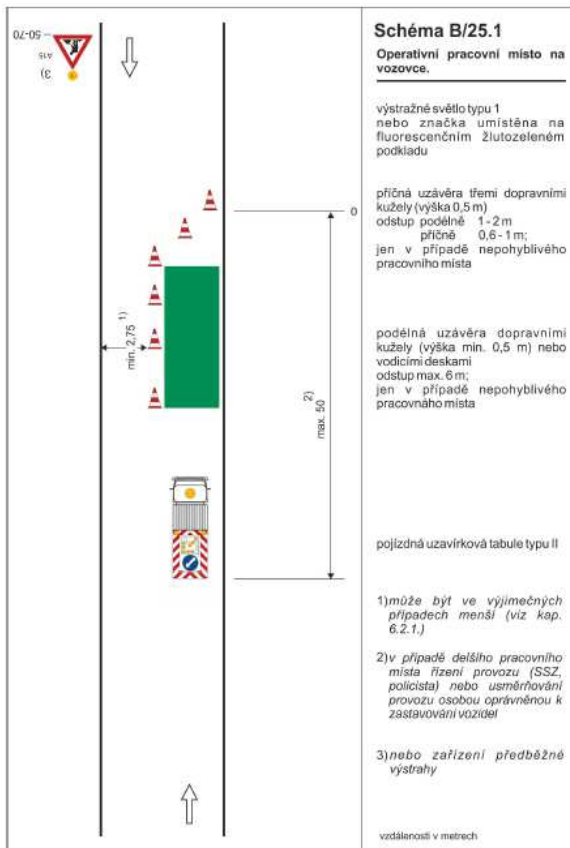 50-70
A15
3)
0
1)
min. 2,75
2)
max. 50
Schéma B/25.1
Operativní pracovní místo na
vozovce.
výstražné světlo typu 1
nebo značka umístěna na
fluorescenčním žlutozeleném
podkladu
příčná uzávěra třemi dopravními
kužely (výška 0,5 m)
odstup podélně 1 - 2 m
příčně 0,6 - 1 m;
jen v případě nepohyblivého
pracovního místa
podélná uzávěra dopravními
kužely (výška min. 0,5 m) nebo
vodicími deskami
odstup max. 6 m;
jen v případě nepohyblivého
pracovnáho místa
pojízdná uzavírková tabule typu II
1) může být ve výjimečných
případech menší (viz kap.
6.2.1.)
2) v případě delšího pracovního
místa řízení provozu (SSZ,
policista) nebo usměrňování
provozu osobou oprávněnou k
zastavování vozidel
3) nebo zařízení předběžné
výstrahy
vzdálenosti v metrech